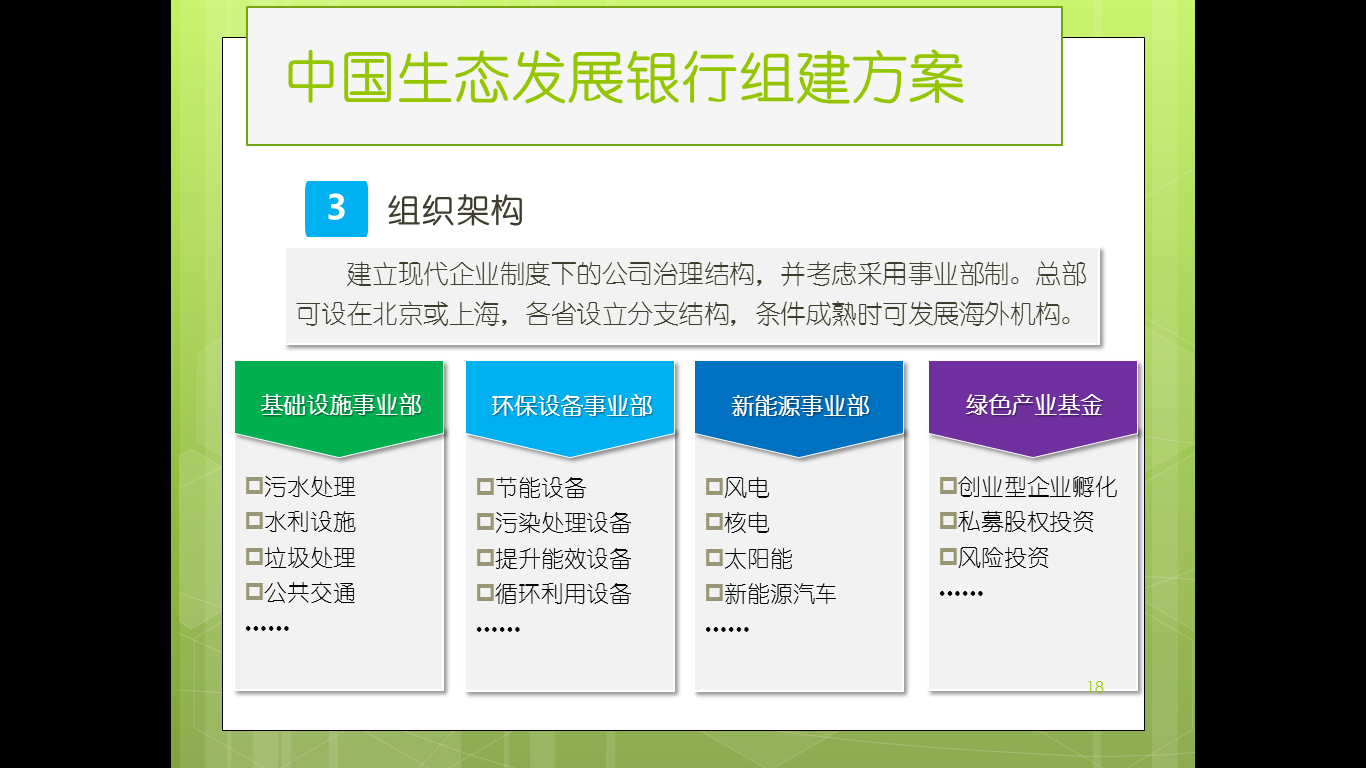 中国生态发展银行组建方案
3 组织架构
建立现代企业制度下的公司治理结构，并考虑采用事业部制。总部
可设在北京或上海，各省设立分支结构，条件成熟时可发展海外机构。
基础设施事业部
污水处理
水利设施
垃圾处理
公共交通
······
环保设备事业部
节能设备
污染处理设备
提升能效设备
循环利用设备
······
新能源事业部
风电
核电
太阳能
新能源汽车
······
绿色产业基金
创业型企业孵化
私募股权投资
风险投资
······
18